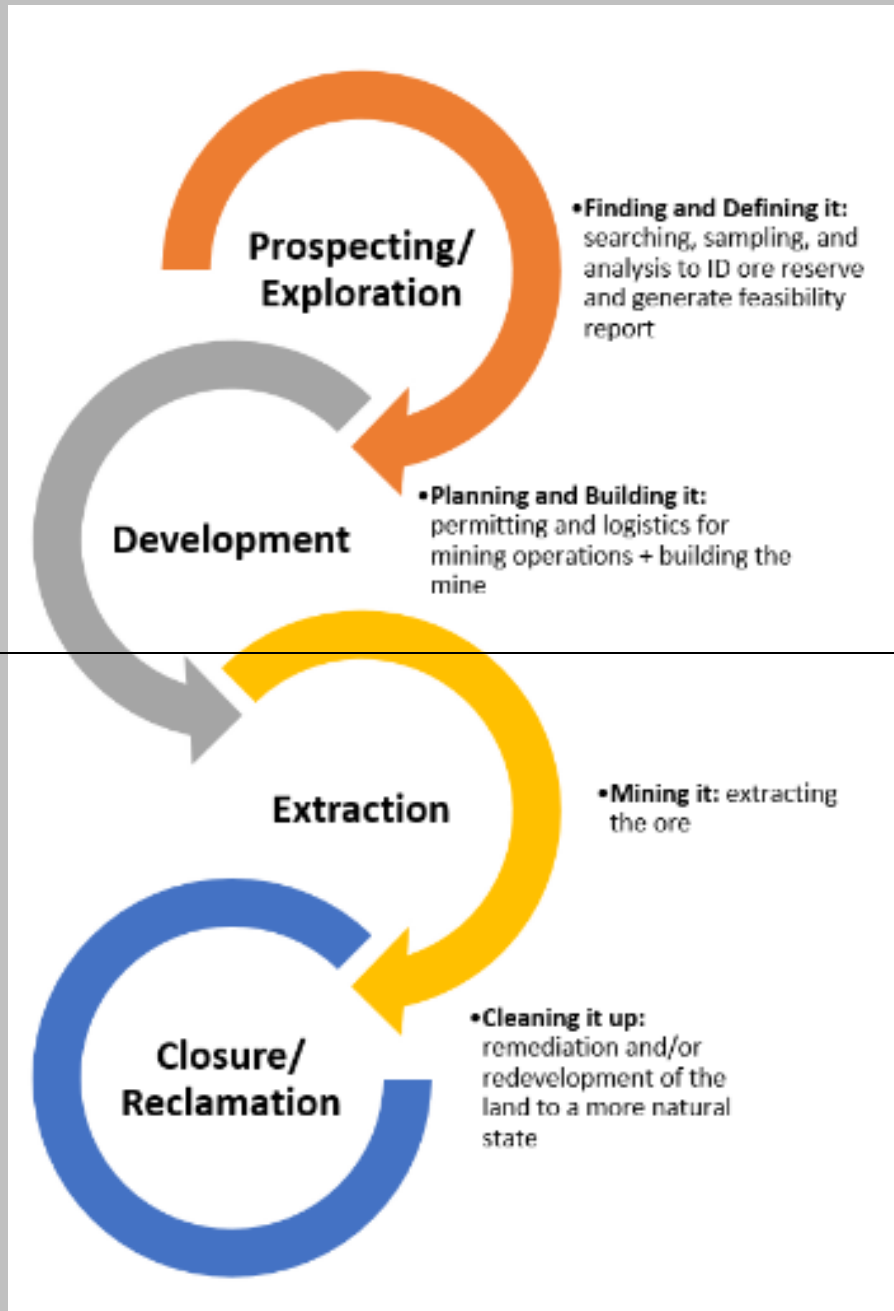 Prospecting/
Exploration
•Finding and Defining it:
searching, sampling, and
analysis to ID ore reserve
and generate feasibility
report
Development
•Planning and Building it:
permitting and logistics for
mining operations + building the
mine
Extraction
•Mining it: extracting
the ore
Closure/
Reclamation
•Cleaning it up:
remediation and/or
redevelopment of the
land to a more natural
state